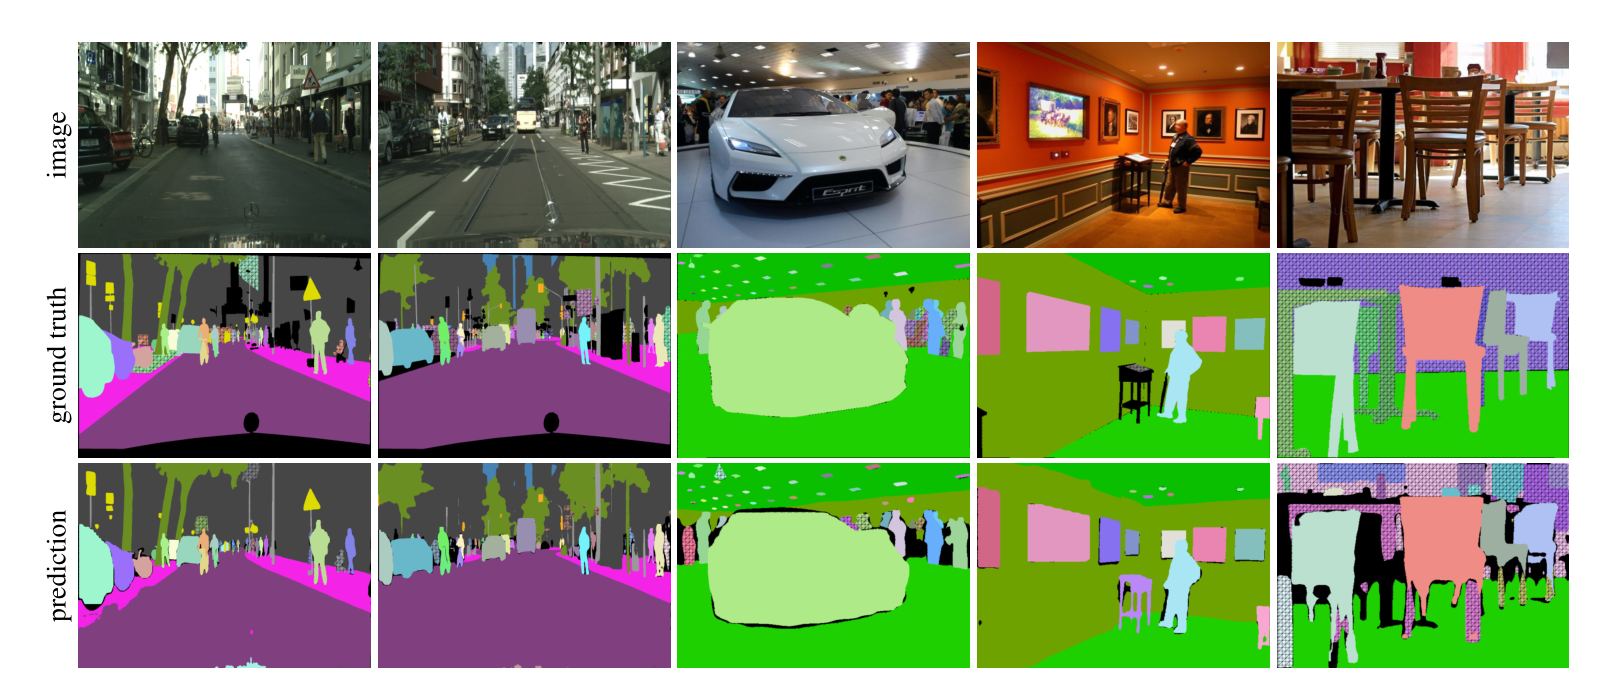 image
ground truth
prediction
Esprit